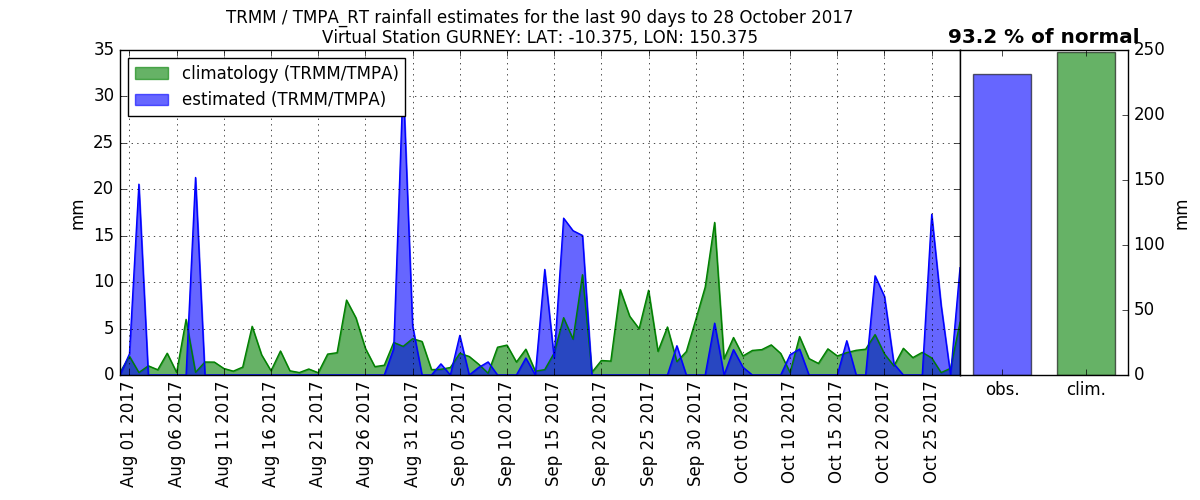 TRMM / TMPA_RT rainfall estimates for the last 90 days to 28 October 2017
Virtual Station GURNEY: LAT: -10.375, LON: 150.375
93.2 % of normal
climatology (TRMM/TMPA)
estimated (TRMM/TMPA)
35
30
25
20
15
10
5
0
mm
Aug 01 2017
Aug 06 2017
Aug 11 2017
Aug 16 2017
Aug 21 2017
Aug 26 2017
Aug 31 2017
Sep 05 2017
Sep 10 2017
Sep 15 2017
Sep 20 2017
Sep 25 2017
Sep 30 2017
Oct 05 2017
Oct 10 2017
Oct 15 2017
Oct 20 2017
Oct 25 2017
obs.
clim.
250
200
150
100
50
0
mm